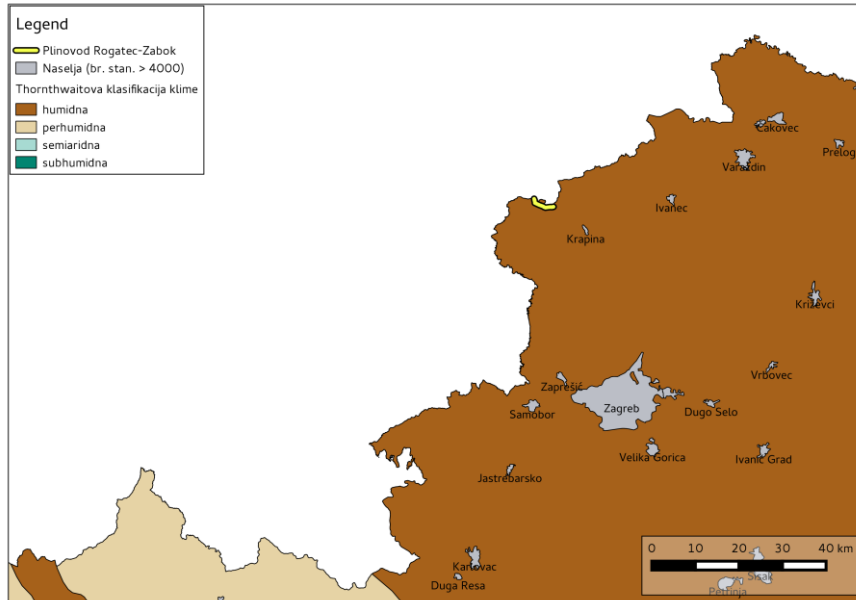 Legend
Plinovod Rogatec-Zabok
Naselja (br. stan. > 4000)
Thornthwaitova klasifikacija klime
humidna
perhumidna
semiaridna
subhumidna
Čakovec
Prelog
Varaždin
Ivanec
Krapina
Križevci
Vrbovec
Zaprešić
Zagreb
Samobor
Dugo Selo
Velika Gorica
Ivanić Grad
Jastrebarsko
Karlovac
Duga Resa
0 10 20 30 40 km
Sisak
Petrinja